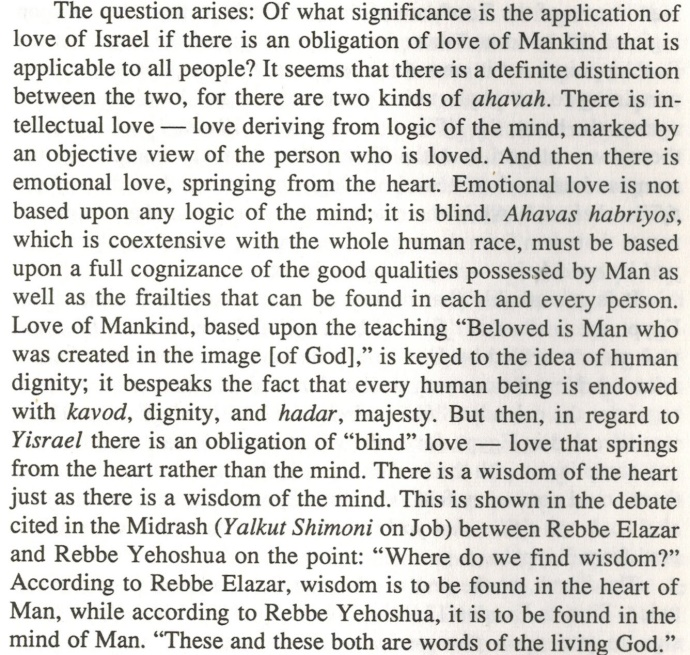 The question arises: Of what significance is the application of
love of Israel if there is an obligation of love of Mankind that is
applicable to all people? It seems that there is a definite distinction
between the two, for there are two kinds of ahavah. There is in-
tellectual love — love deriving from logic of the mind, marked by
an objective view of the person who is loved. And then there is
emotional love, springing from the heart. Emotional love is not
based upon any logic of the mind; it is blind. Ahavas habriyos,
which is coextensive with the whole human race, must be based
upon a full cognizance of the good qualities possessed by Man as
well as the frailties that can be found in each and every person.
Love of Mankind, based upon the teaching “Beloved is Man who
was created in the image [of God],” is keyed to the idea of human
dignity; it bespeaks the fact that every human being is endowed
with kavod, dignity, and hadar, majesty. But then, in regard to
Yisrael there is an obligation of “blind” love — love that springs
from the heart rather than the mind. There is a wisdom of the heart
just as there is a wisdom of the mind. This is shown in the debate
cited in the Midrash (Yalkut Shimoni on Job) between Rebbe Elazar
and Rebbe Yehoshua on the point: “Where do we find wisdom?”
According to Rebbe Elazar, wisdom is to be found in the heart of
Man, while according to Rebbe Yehoshua, it is to be found in the
mind of Man. “These and these both are words of the living God.”